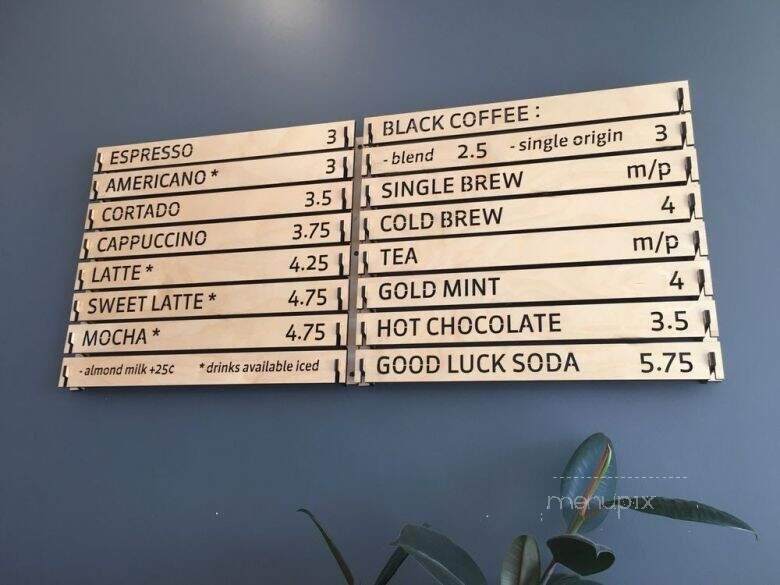 ESPRESSO 3
AMERICANO * 3
CORTADO 3.5
CAPPUCCINO 3.75
LATTE * 4.25
SWEET LATTE * 4.75
MOCHA * 4.75
- almond milk +25¢ * drinks available iced
BLACK COFFEE :
- blend 2.5 - single origin 3
SINGLE BREW m/p
COLD BREW 4
TEA m/p
GOLD MINT 4
HOT CHOCOLATE 3.5
GOOD LUCK SODA 5.75
menupix